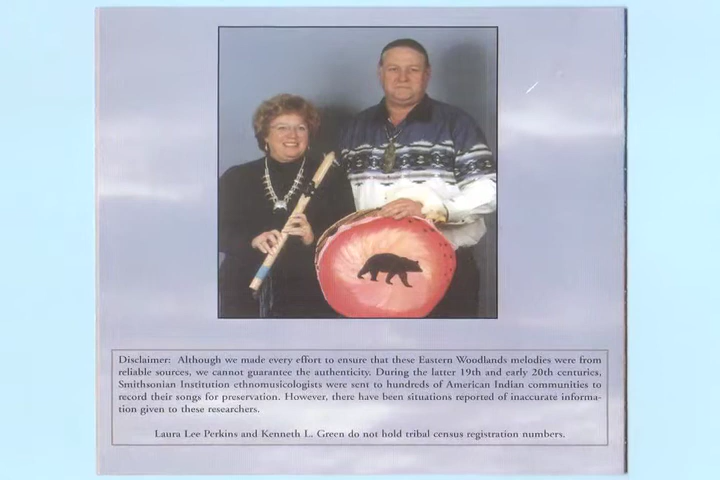 Disclaimer: Although we made every effort to ensure that these Eastern Woodlands melodies were from
reliable sources, we cannot guarantee the authenticity. During the latter 19th and early 20th centuries,
Smithsonian Institution ethnomusicologists were sent to hundreds of American Indian communities to
record their songs for preservation. However, there have been situations reported of inaccurate informa-
tion given to these researchers.
Laura Lee Perkins and Kenneth L. Green do not hold tribal census registration numbers.